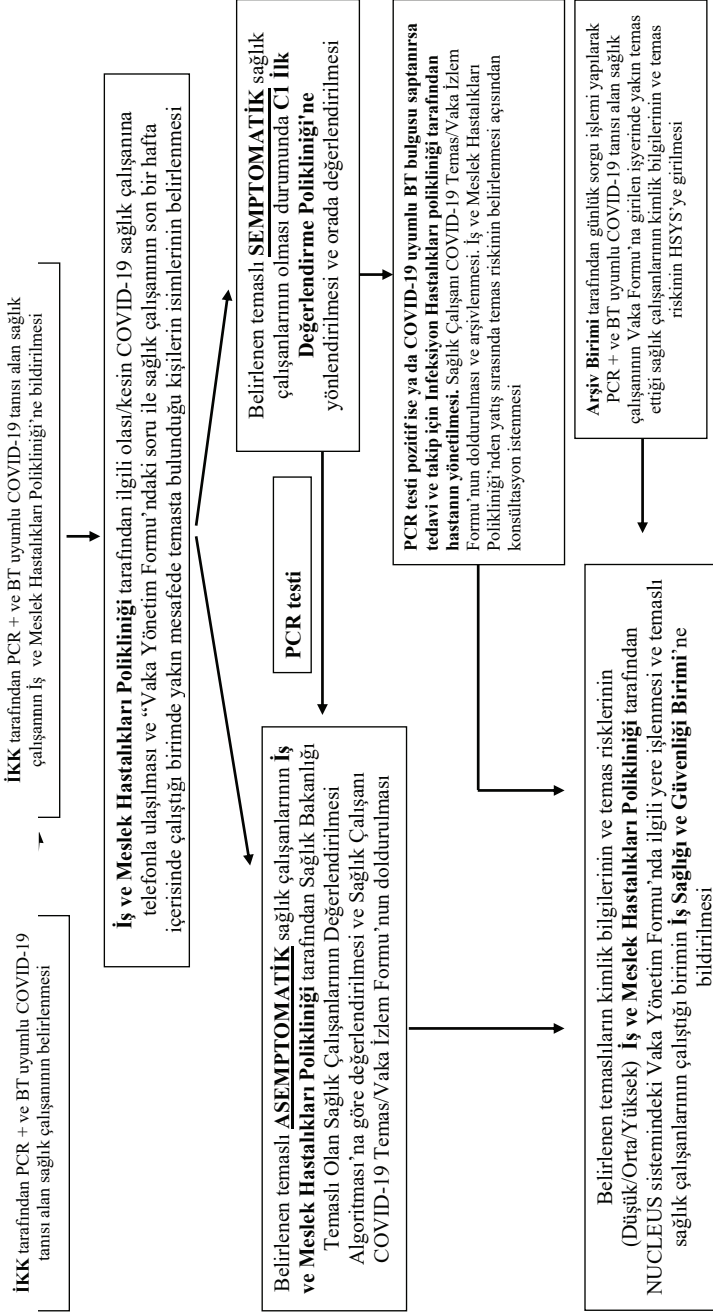 İKK tarafından PCR + ve BT uyumlu COVID-19
tanısı alan sağlık çalışanının belirlenmesi
İKK tarafından PCR + ve BT uyumlu COVID-19 tanısı alan sağlık
çalışanının İş ve Meslek Hastalıkları Polikliniği'ne bildirilmesi
İş ve Meslek Hastalıkları Polikliniği tarafından ilgili olası/kesin COVID-19 sağlık çalışanına
telefonla ulaşılması ve “Vaka Yönetim Formu'ndaki soru ile sağlık çalışanının son bir hafta
içerisinde çalıştığı birimde yakın mesafede temasta bulunduğu kişilerin isimlerinin belirlenmesi
Belirlenen temaslı ASEMPTOMATİK sağlık çalışanlarının İş
ve Meslek Hastalıkları Polikliniği tarafından Sağlık Bakanlığı
Temaslı Olan Sağlık Çalışanlarının Değerlendirilmesi
Algoritması'na göre değerlendirilmesi ve Sağlık Çalışanı
COVID-19 Temas/Vaka İzlem Formu'nun doldurulması
PCR testi
Belirlenen temaslı SEMPTOMATİK sağlık
çalışanlarının olması durumunda C1 İlk
Değerlendirme Polikliniği'ne
yönlendirilmesi ve orada değerlendirilmesi
PCR testi pozitif ise ya da COVID-19 uyumlu BT bulgusu saptanırsa
tedavi ve takip için Infeksiyon Hastalıkları polikliniği tarafından
hastanın yönetilmesi. Sağlık Çalışanı COVID-19 Temas/Vaka İzlem
Formu'nun doldurulması ve arşivlenmesi. İş ve Meslek Hastalıkları
Polikliniği'nden yatış sırasında temas riskinin belirlenmesi açısından
konsültasyon istenmesi
Belirlenen temaslıların kimlik bilgilerinin ve temas risklerinin
(Düşük/Orta/Yüksek) İş ve Meslek Hastalıkları Polikliniği tarafından
NUCLEUS sistemindeki Vaka Yönetim Formu'nda ilgili yere işlenmesi ve temaslı
sağlık çalışanlarının çalıştığı birimin İş Sağlığı ve Güvenliği Birimi'ne
bildirilmesi
Arşiv Birimi tarafından günlük sorgu işlemi yapılarak
PCR + ve BT uyumlu COVID-19 tanısı alan sağlık
çalışanının Vaka Formu'na girilen işyerinde yakın temas
ettiği sağlık çalışanlarının kimlik bilgilerinin ve temas
riskinin HSYS'ye girilmesi